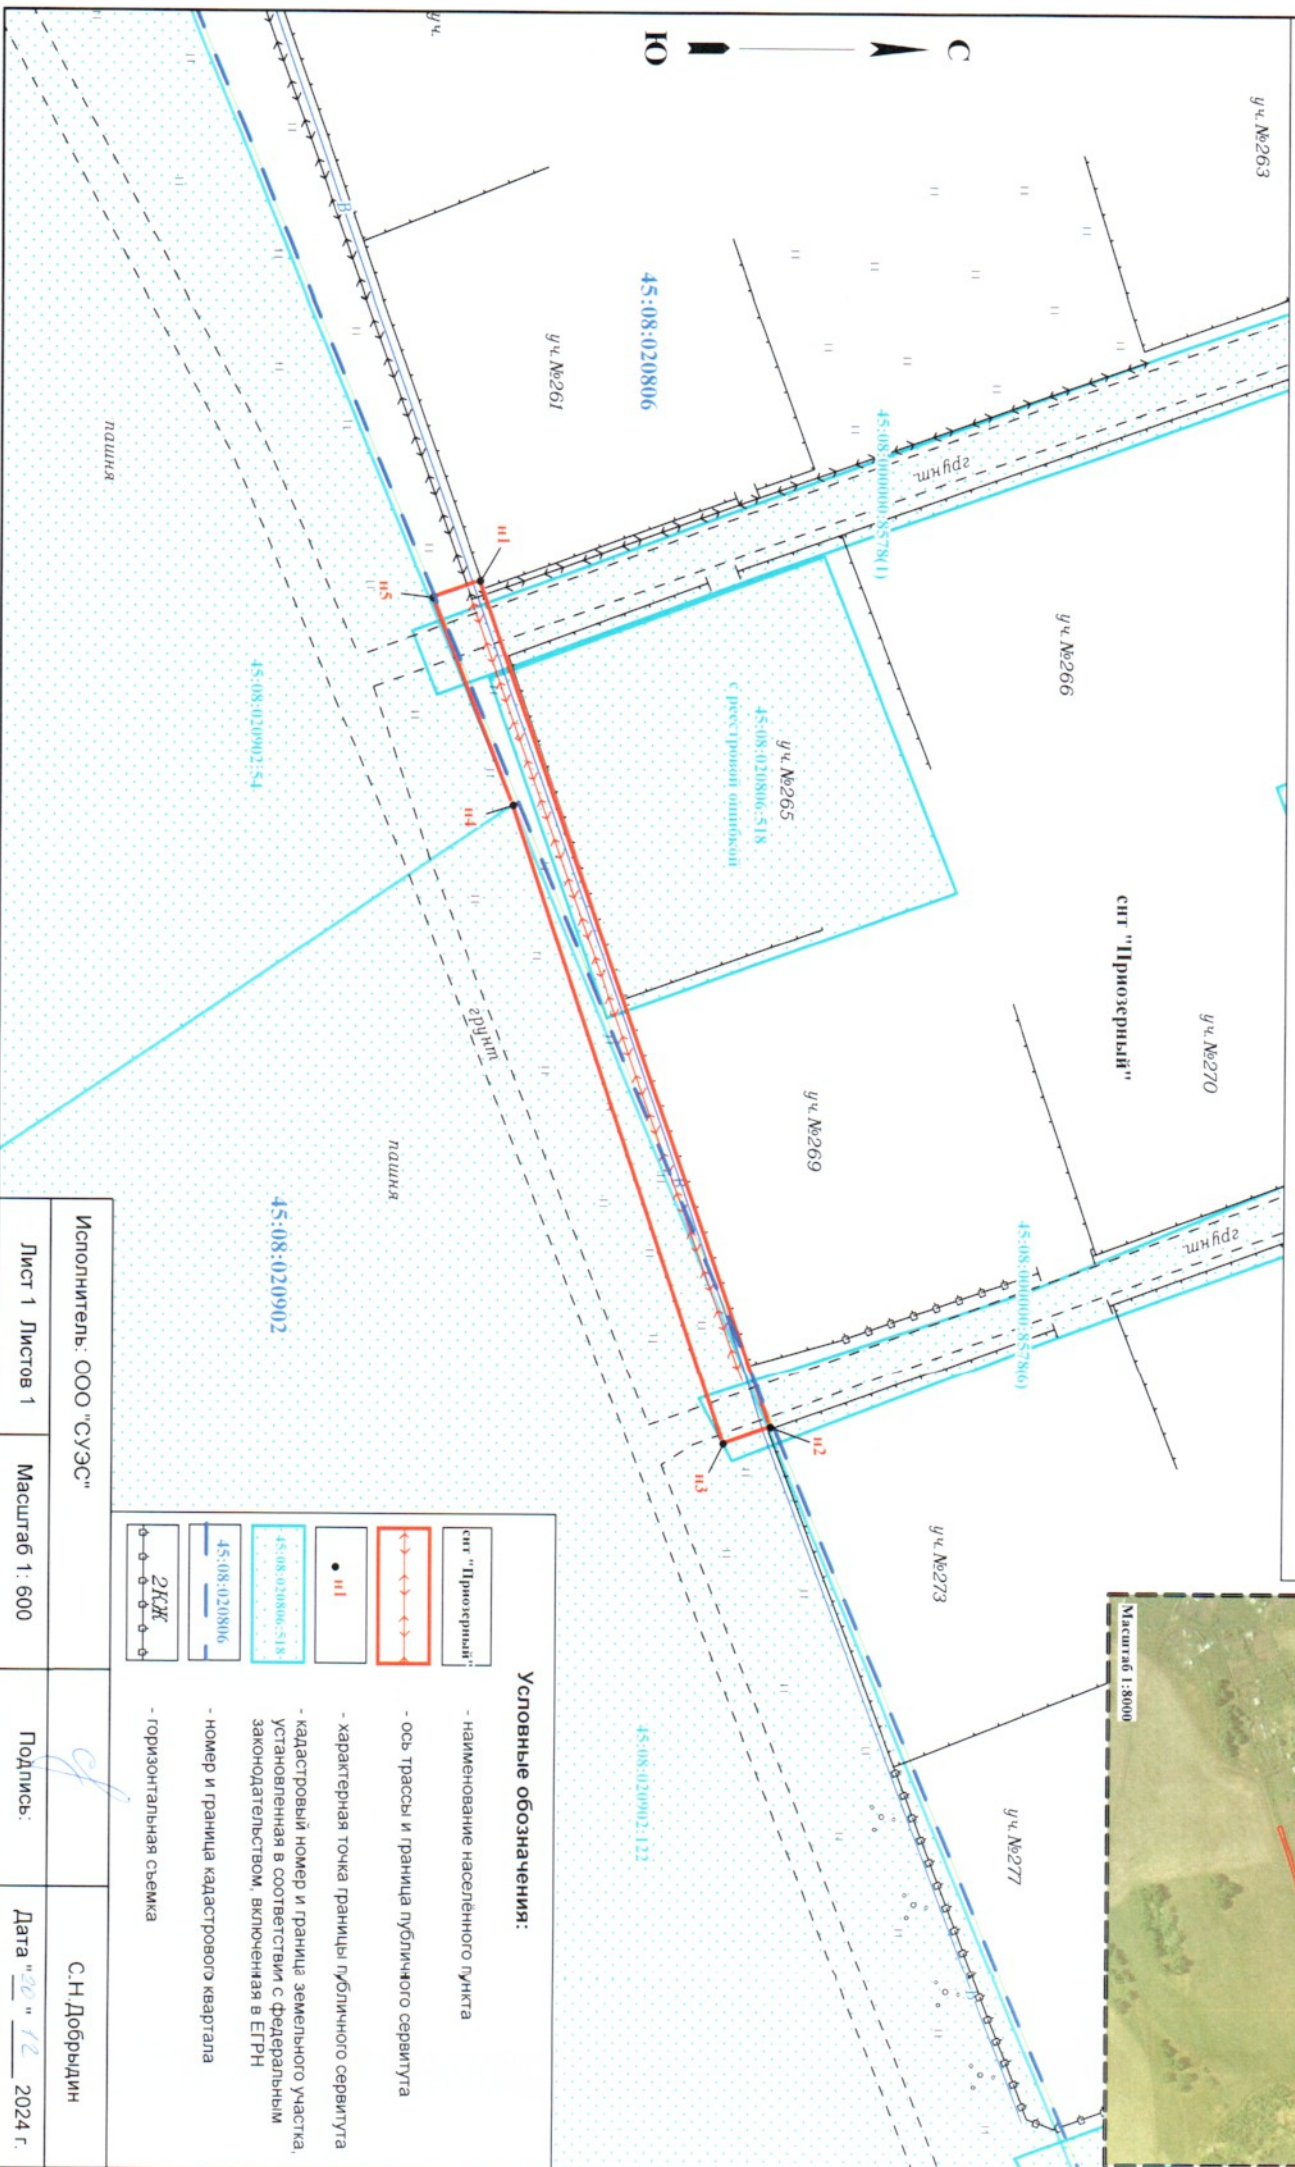 С
Ю
уч.№263
уч.
45:08:020806
уч.№261
45:08:000000:8578(1)
грунт
уч.№266
н1
н5
45:08:020806:518
уч.№265
с реестровой ошибкой
пашня
45:08:020902:54
н4
снт "Приозерный"
уч.№270
уч.№269
грунт
В
В
пашня
45:08:020902
45:08:000000:8578(6)
грунт
н2
н3
уч.№273
Масштаб 1:8000
уч.№277
45:08:020902:122
Условные обозначения:
снт "Приозерный"
- наименование населённого пункта
- ось трассы и граница публичного сервитута
н1
- характерная точка границы публичного сервитута
45:08:020806:518
- кадастровый номер и граница земельного участка,
установленная в соответствии с федеральным
законодательством, включенная в ЕГРН
45:08:020806
- номер и граница кадастрового квартала
2КЖ
- горизонтальная съемка
Исполнитель: ООО "СУЭС"
С.Н.Добрыдин
Лист 1 Листов 1
Масштаб 1: 600
Подпись:
Дата "20" 12 2024 г.